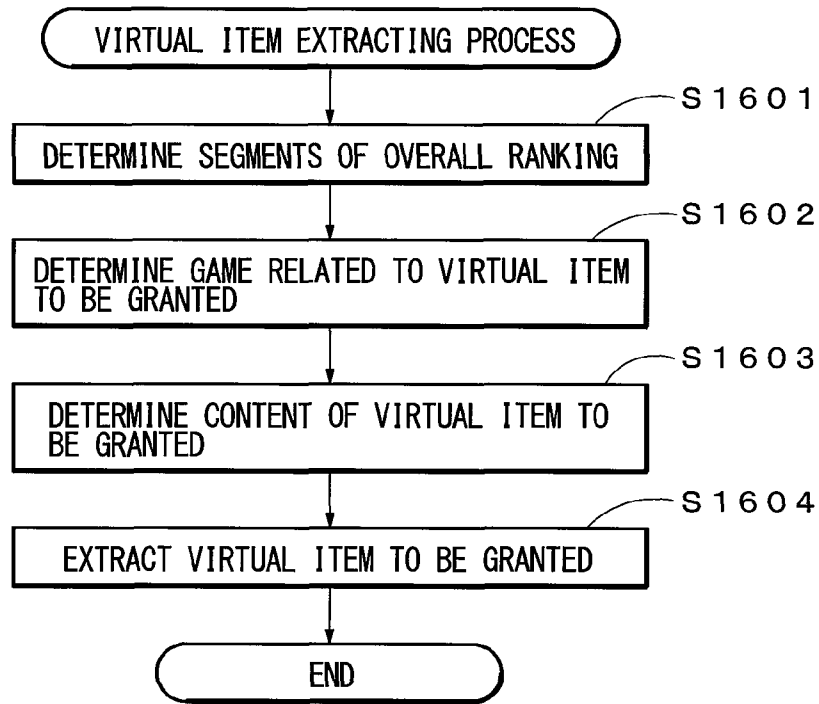 VIRTUAL ITEM EXTRACTING PROCESS
S1601
DETERMINE SEGMENTS OF OVERALL RANKING
S1602
DETERMINE GAME RELATED TO VIRTUAL ITEM
TO BE GRANTED
S1603
DETERMINE CONTENT OF VIRTUAL ITEM TO
BE GRANTED
S1604
EXTRACT VIRTUAL ITEM TO BE GRANTED
END